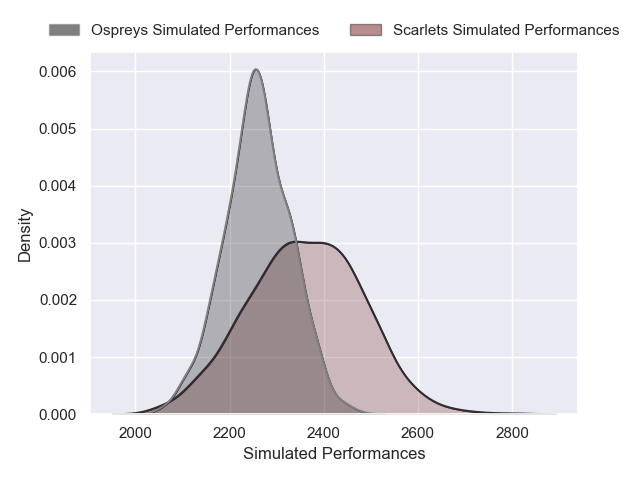 Ospreys Simulated Performances Scarlets Simulated Performances
0.006
0.005
0.004
0.003
0.002
0.001
0.000
Density
2000 2200 2400 2600 2800
Simulated Performances